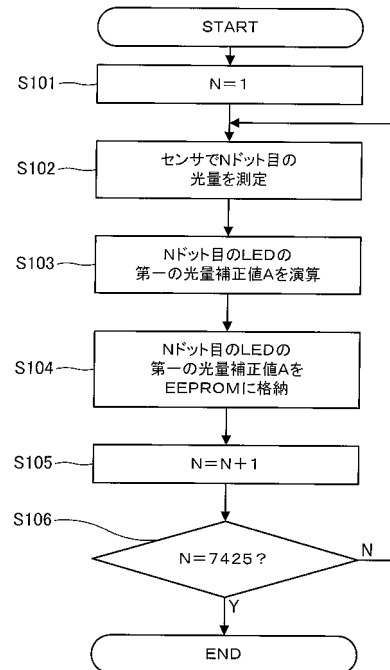 START
S101
N＝1
S102
センサでNドット目の
光量を測定
S103
Nドット目のLEDの
第一の光量補正値Aを演算
S104
Nドット目のLEDの
第一の光量補正値Aを
EEPROMに格納
S105
N＝N＋1
S106
N＝7425？
N
Y
END